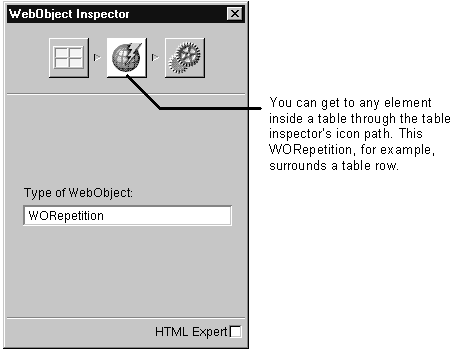 WebObject Inspector
You can get to any element
inside a table through the table
inspector's icon path. This
WORepetition, for example,
surrounds a table row.
Type of WebObject:
WORepetition
HTML Expert